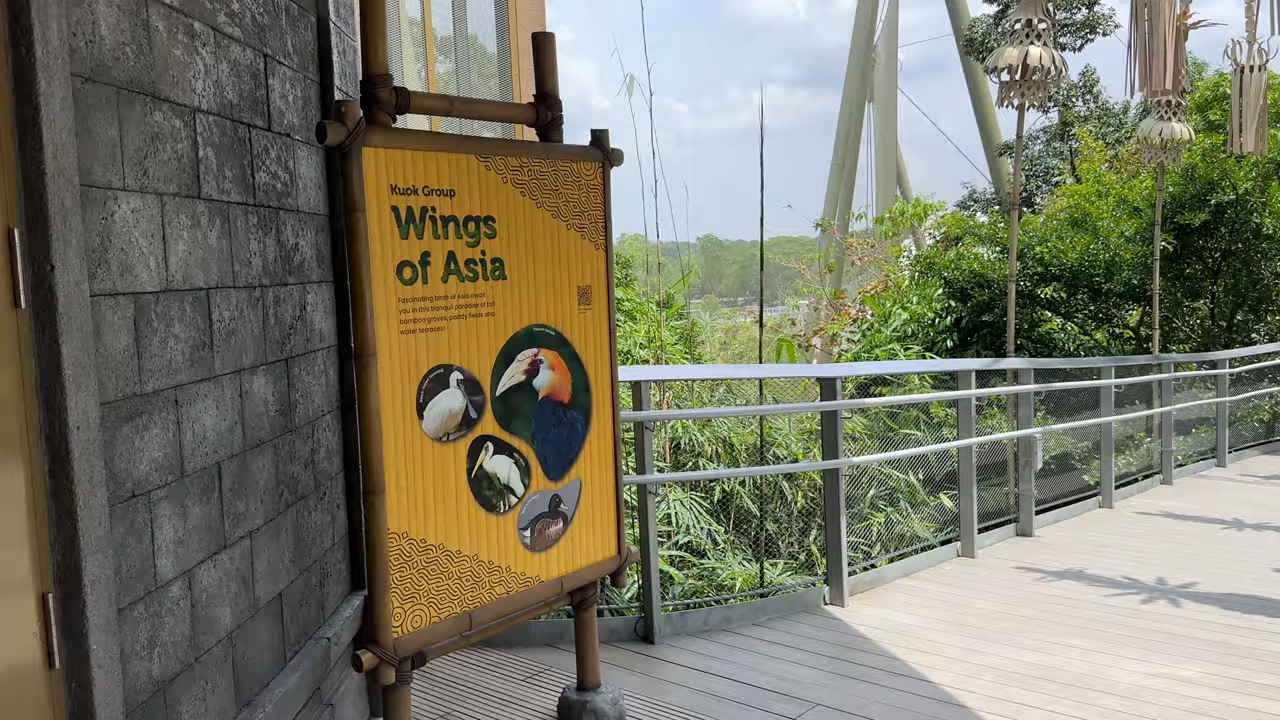 Kuok Group
Wings
of Asia
Fascinating birds of Asia await
you in this tranquil paradise of tall
bamboo groves, paddy fields and
water terraces!